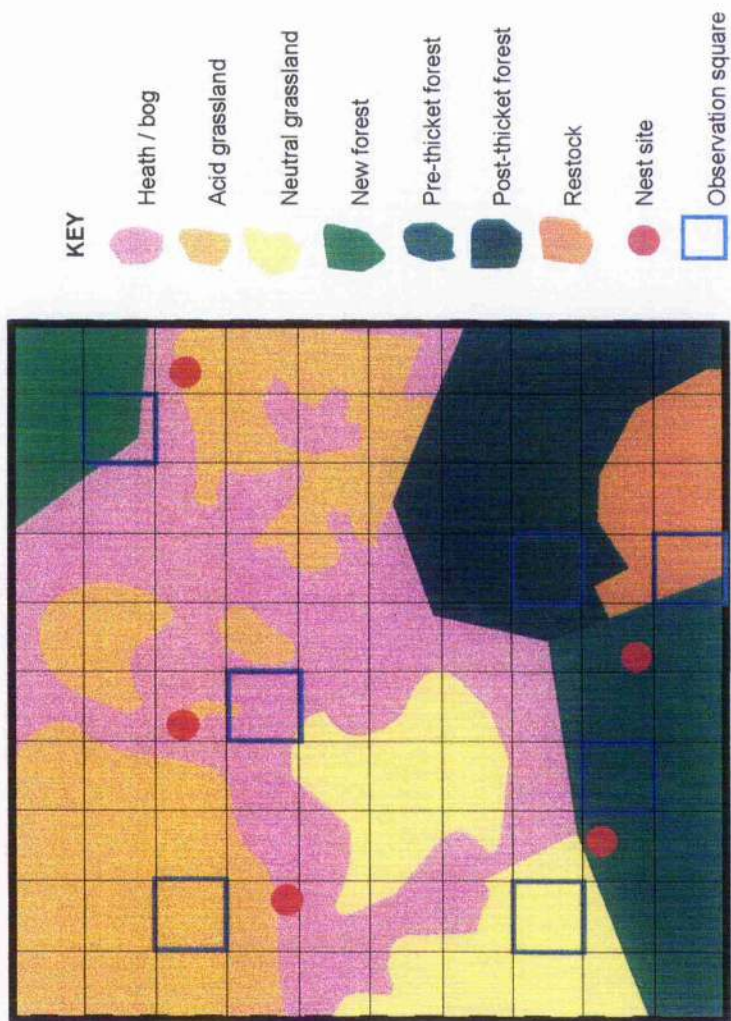 KEY
Heath / bog
Acid grassland
Neutral grassland
New forest
Pre-thicket forest
Post-thicket forest
Restock
Nest site
Observation square